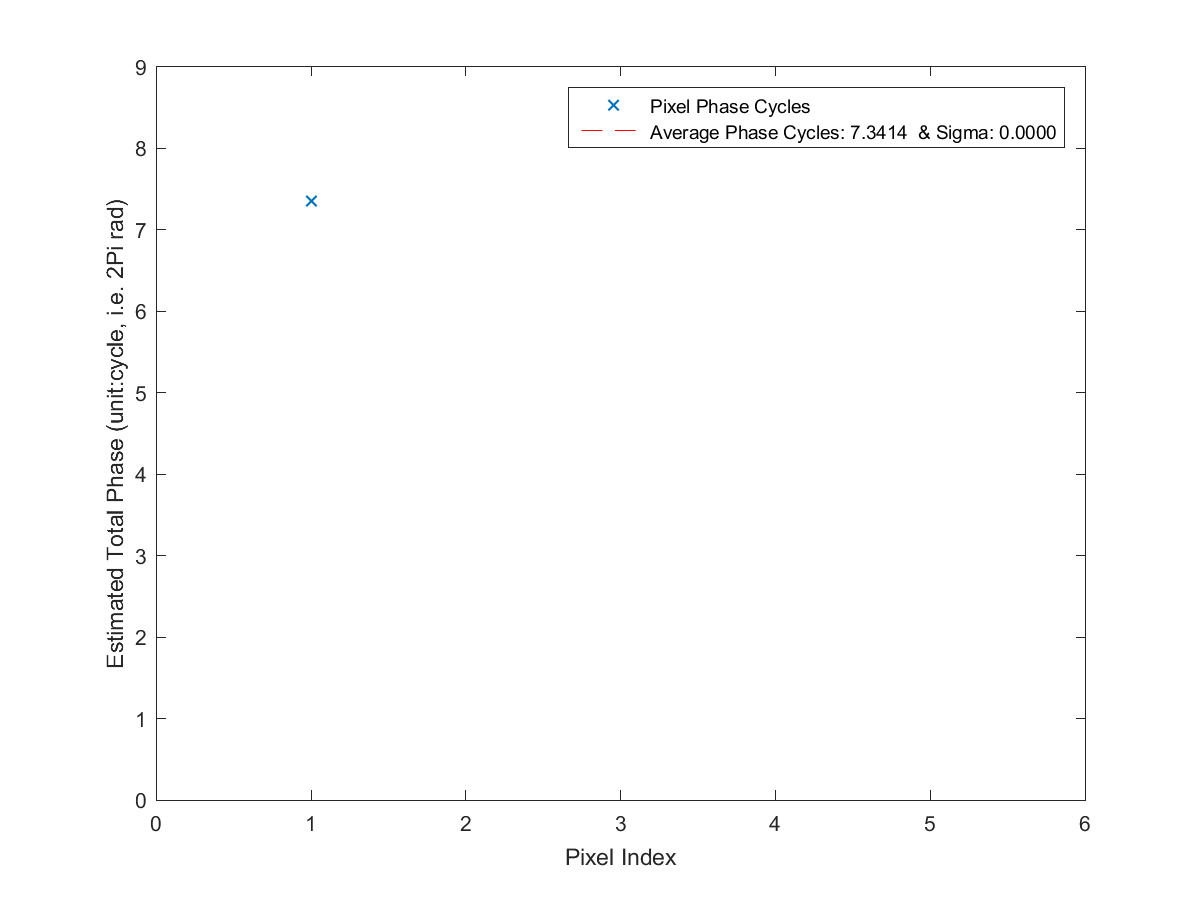 9
8
7
6
5
4
3
2
1
0
Estimated Total Phase (unit:cycle, i.e. 2Pi rad)
Pixel Phase Cycles
Average Phase Cycles: 7.3414  & Sigma: 0.0000
0 1 2 3 4 5 6
Pixel Index